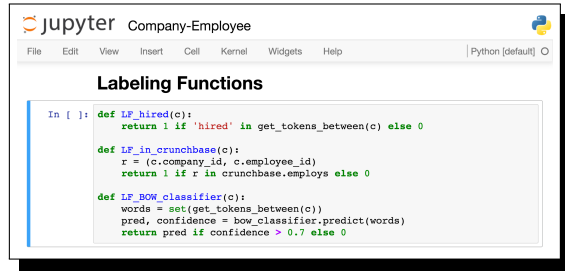 jupyter Company-Employee
File Edit View Insert Cell Kernel Widgets Help Python [default] O
Labeling Functions
In [ ]: def LF_hired(c):
    return 1 if 'hired' in get_tokens_between(c) else 0
def LF_in_crunchbase(c):
    r = (c.company_id, c.employee_id)
    return 1 if r in crunchbase.employs else 0
def LF_BOW_classifier(c):
    words = set(get_tokens_between(c))
    pred, confidence = bow_classifier.predict(words)
    return pred if confidence > 0.7 else 0